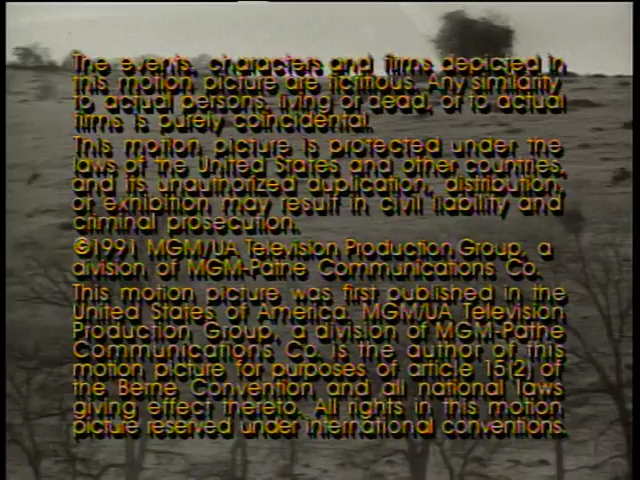 The events, characters and firms depicted in
this motion picture are fictitious. Any similarity
to actual persons, living or dead, or to actual
firms is purely coincidental.
This motion picture is protected under the
laws of the United States and other countries,
and its unauthorized duplication, distribution,
or exhibition may result in civil liability and
criminal prosecution.
©1991 MGM/UA Television Production Group, a
division of MGM-Pathe Communications Co.
This motion picture was first published in the
United States of America. MGM/UA Television
Production Group, a division of MGM-Pathe
Communications Co. is the author of this
motion picture for purposes of article 15(2) of
the Berne Convention and all national laws
giving effect thereto. All rights in this motion
picture reserved under international conventions.